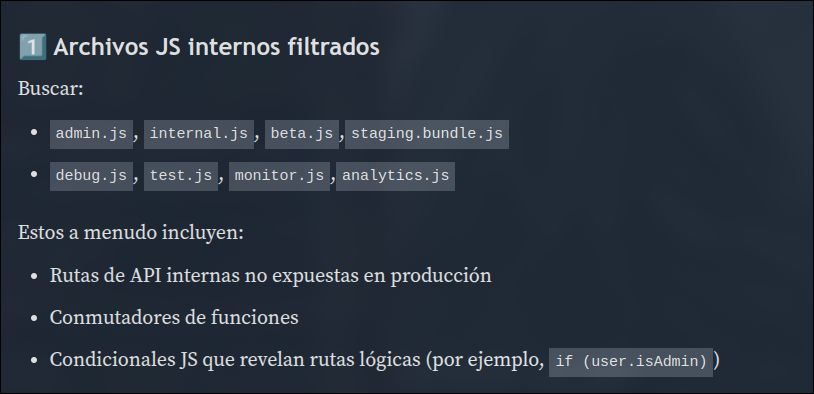 1️⃣ Archivos JS internos filtrados
Buscar:
• admin.js, internal.js, beta.js,staging.bundle.js
• debug.js, test.js, monitor.js,analytics.js
Estos a menudo incluyen:
• Rutas de API internas no expuestas en producción
• Conmutadores de funciones
• Condicionales JS que revelan rutas lógicas (por ejemplo, if (user.isAdmin))